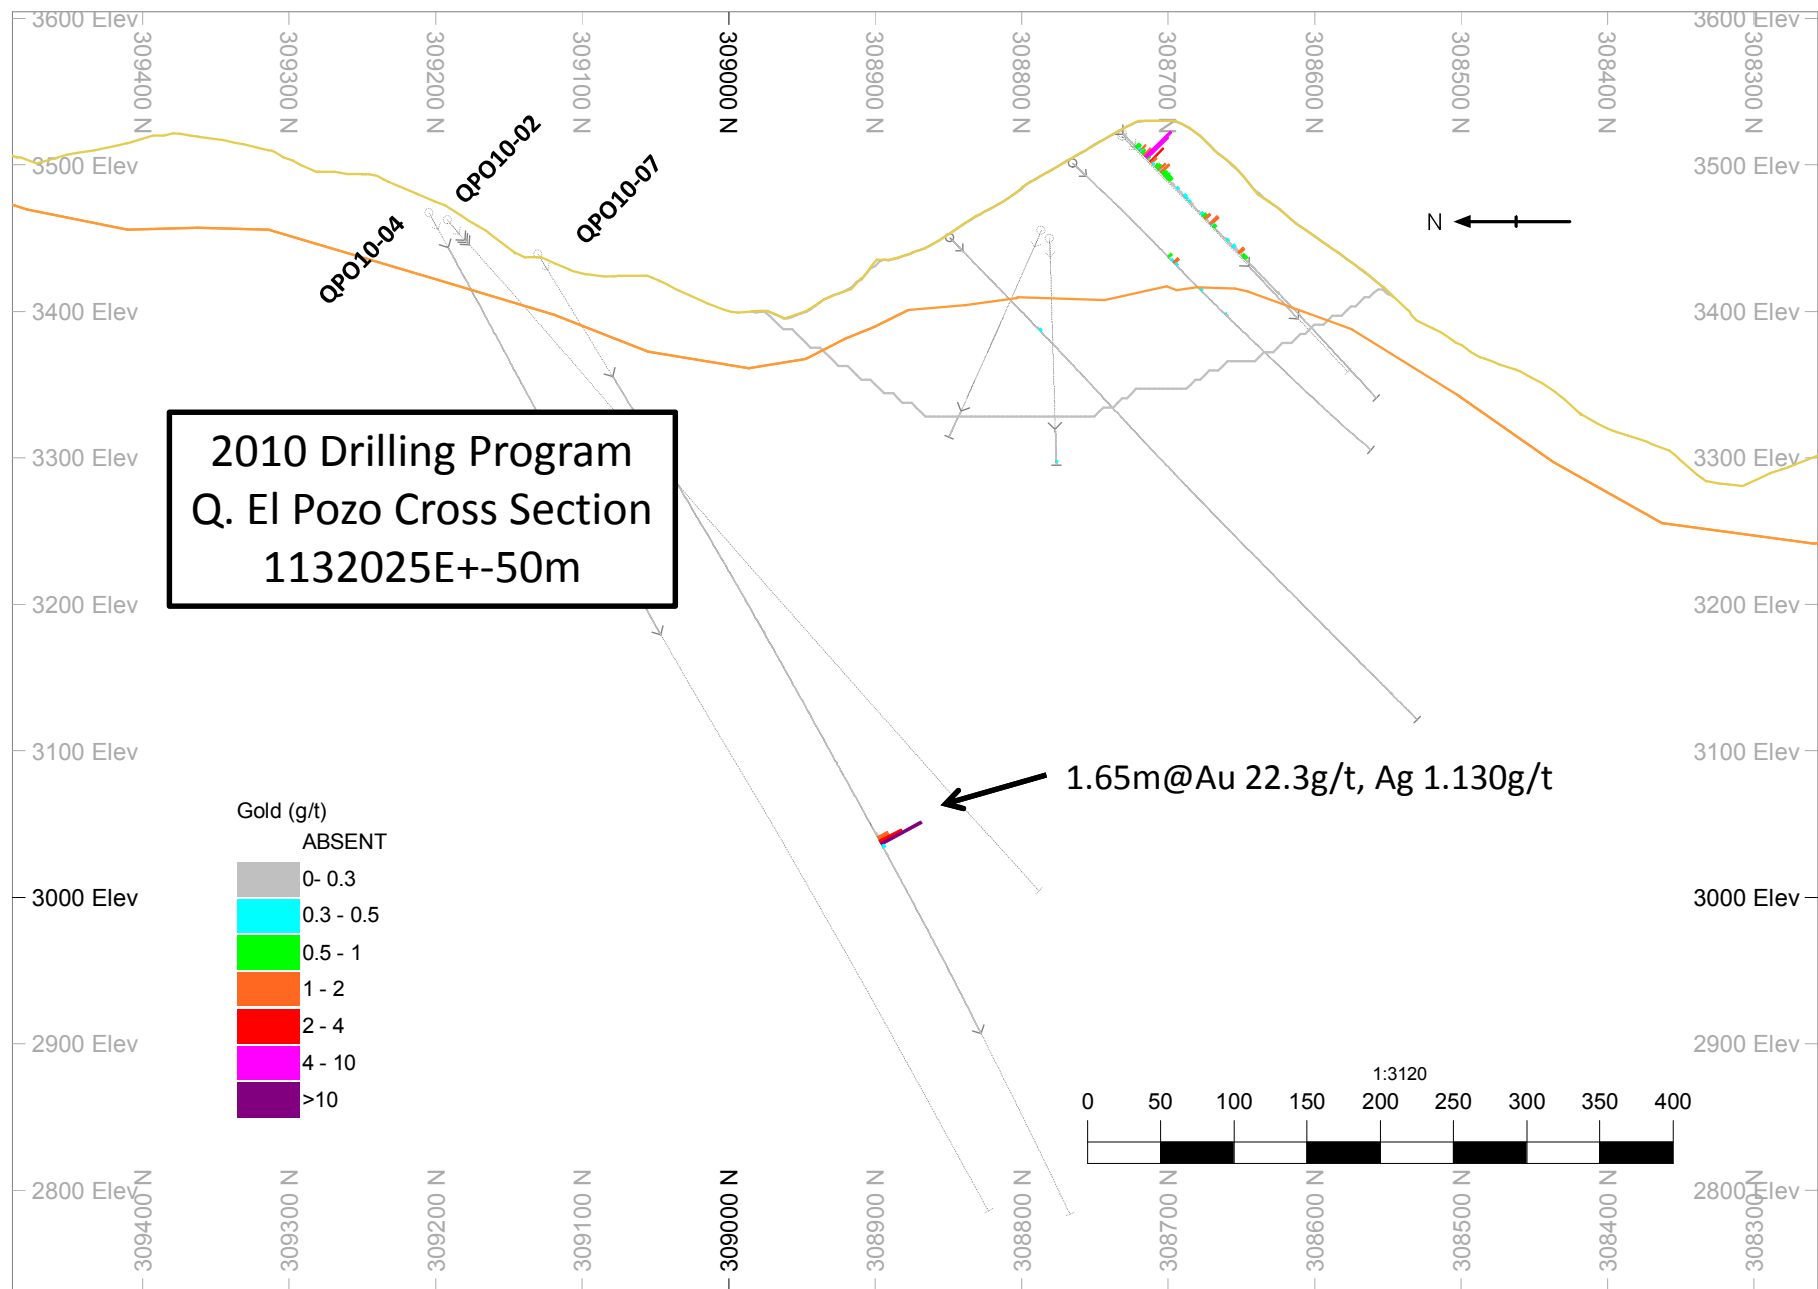 3600 Elev
3600 Elev
309400 N
309300 N
309200 N
309100 N
309000 N
308900 N
308800 N
308700 N
308600 N
308500 N
308400 N
308300 N
QPO10-02
QPO10-07
QPO10-04
3500 Elev
3500 Elev
N
3400 Elev
3400 Elev
2010 Drilling Program
Q. El Pozo Cross Section
1132025E+-50m
3300 Elev
3300 Elev
3200 Elev
3200 Elev
3100 Elev
3100 Elev
1.65m@Au 22.3g/t, Ag 1.130g/t
Gold (g/t)
ABSENT
0- 0.3
0.3 - 0.5
0.5 - 1
1 - 2
2 - 4
4 - 10
>10
3000 Elev
3000 Elev
2900 Elev
2900 Elev
1:3120
0 50 100 150 200 250 300 350 400
2800 Elev
2800 Elev
309400 N
309300 N
309200 N
309100 N
309000 N
308900 N
308800 N
308700 N
308600 N
308500 N
308400 N
308300 N